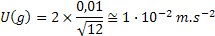 U(g) = 2 × 0,01/√12 ≅ 1 · 10⁻² m.s⁻²